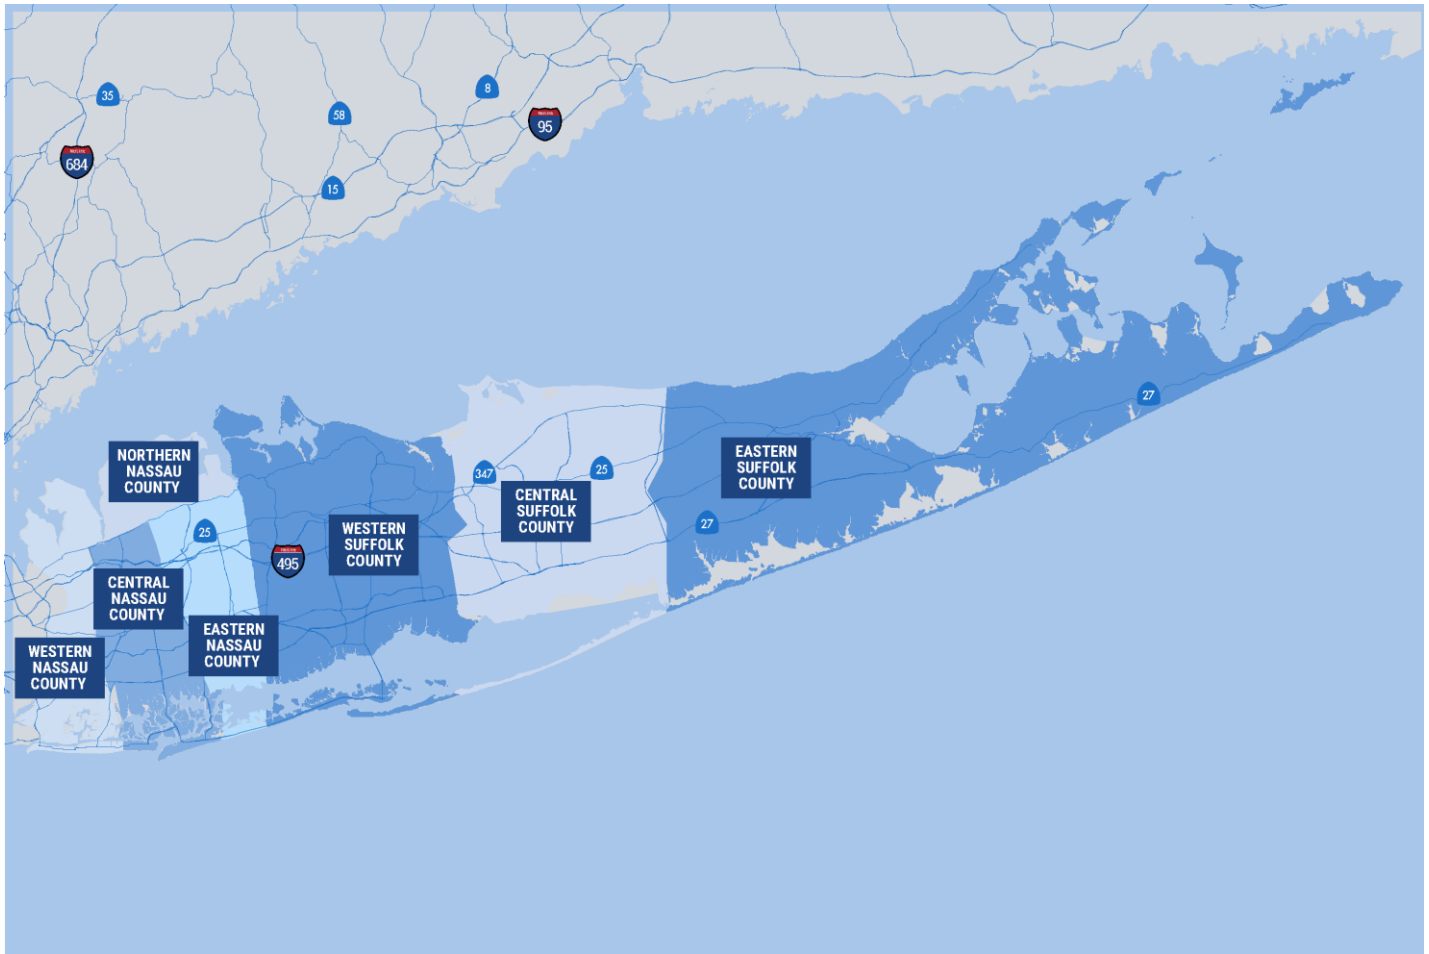 35
8
58
95
684
15
NORTHERN
NASSAU
COUNTY
EASTERN
SUFFOLK
COUNTY
27
347
25
CENTRAL
SUFFOLK
COUNTY
27
25
WESTERN
SUFFOLK
COUNTY
495
CENTRAL
NASSAU
COUNTY
EASTERN
NASSAU
COUNTY
WESTERN
NASSAU
COUNTY